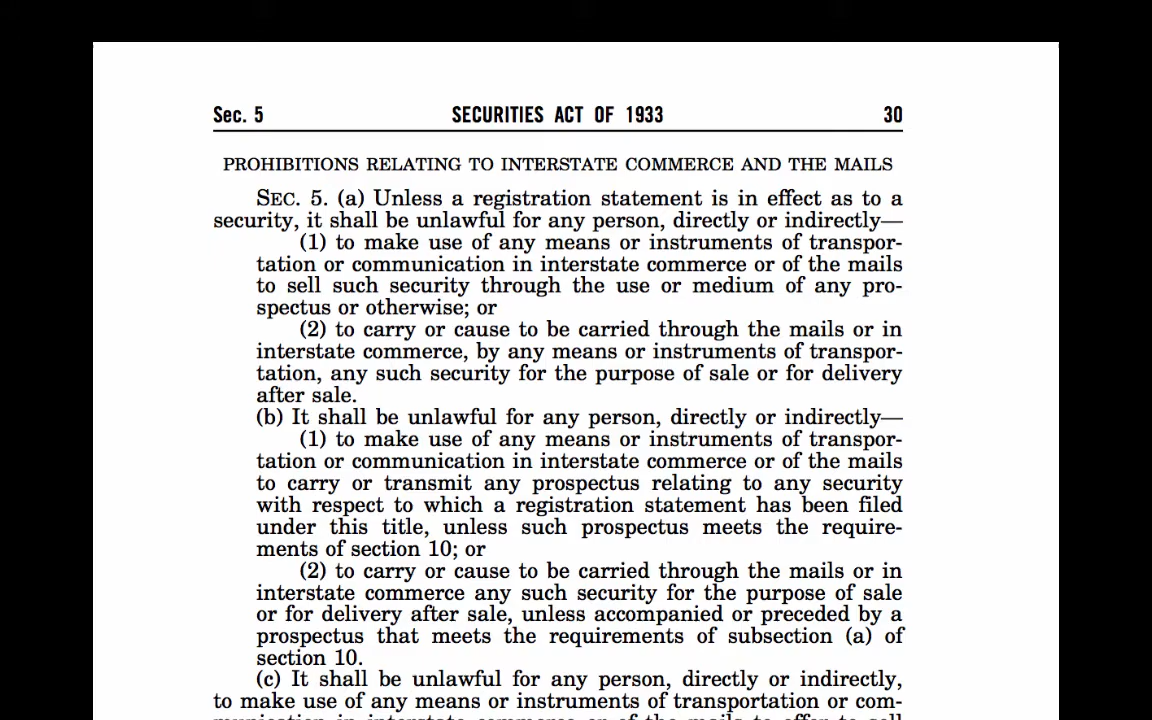 Sec. 5 SECURITIES ACT OF 1933 30
PROHIBITIONS RELATING TO INTERSTATE COMMERCE AND THE MAILS
SEC. 5. (a) Unless a registration statement is in effect as to a
security, it shall be unlawful for any person, directly or indirectly—
(1) to make use of any means or instruments of transpor-
tation or communication in interstate commerce or of the mails
to sell such security through the use or medium of any pro-
spectus or otherwise; or
(2) to carry or cause to be carried through the mails or in
interstate commerce, by any means or instruments of transpor-
tation, any such security for the purpose of sale or for delivery
after sale.
(b) It shall be unlawful for any person, directly or indirectly—
(1) to make use of any means or instruments of transpor-
tation or communication in interstate commerce or of the mails
to carry or transmit any prospectus relating to any security
with respect to which a registration statement has been filed
under this title, unless such prospectus meets the require-
ments of section 10; or
(2) to carry or cause to be carried through the mails or in
interstate commerce any such security for the purpose of sale
or for delivery after sale, unless accompanied or preceded by a
prospectus that meets the requirements of subsection (a) of
section 10.
(c) It shall be unlawful for any person, directly or indirectly,
to make use of any means or instruments of transportation or com-
munication in interstate commerce or of the mails to offer to sell